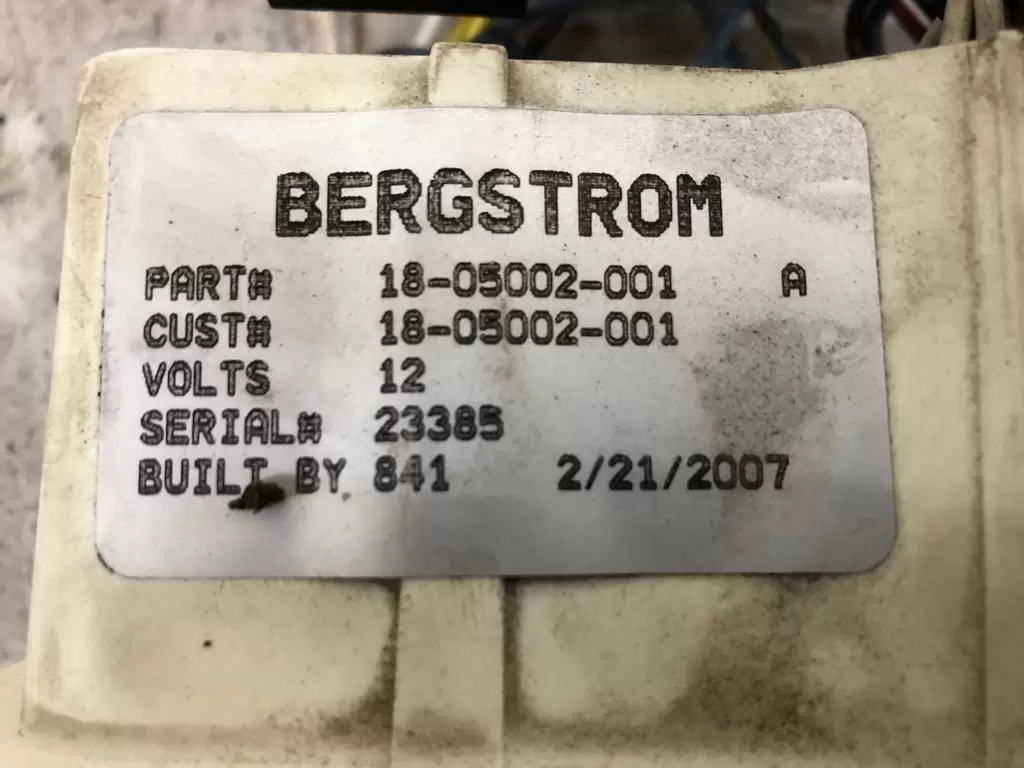 BERGSTROM
PART# 18-05002-001 A
CUST# 18-05002-001
VOLTS 12
SERIAL# 23385
BUILT BY 841 2/21/2007